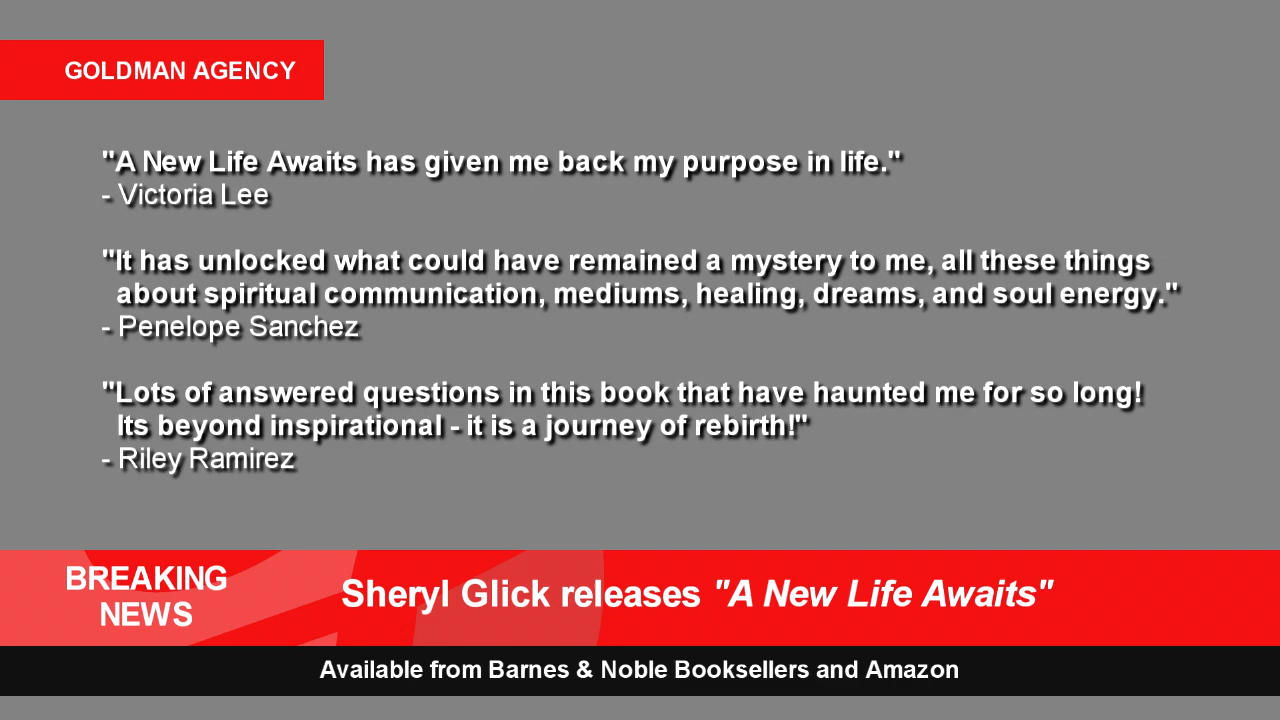 GOLDMAN AGENCY
"A New Life Awaits has given me back my purpose in life."
- Victoria Lee
"It has unlocked what could have remained a mystery to me, all these things
about spiritual communication, mediums, healing, dreams, and soul energy."
- Penelope Sanchez
"Lots of answered questions in this book that have haunted me for so long!
Its beyond inspirational - it is a journey of rebirth!"
- Riley Ramirez
BREAKING
NEWS
Sheryl Glick releases "A New Life Awaits"
Available from Barnes & Noble Booksellers and Amazon